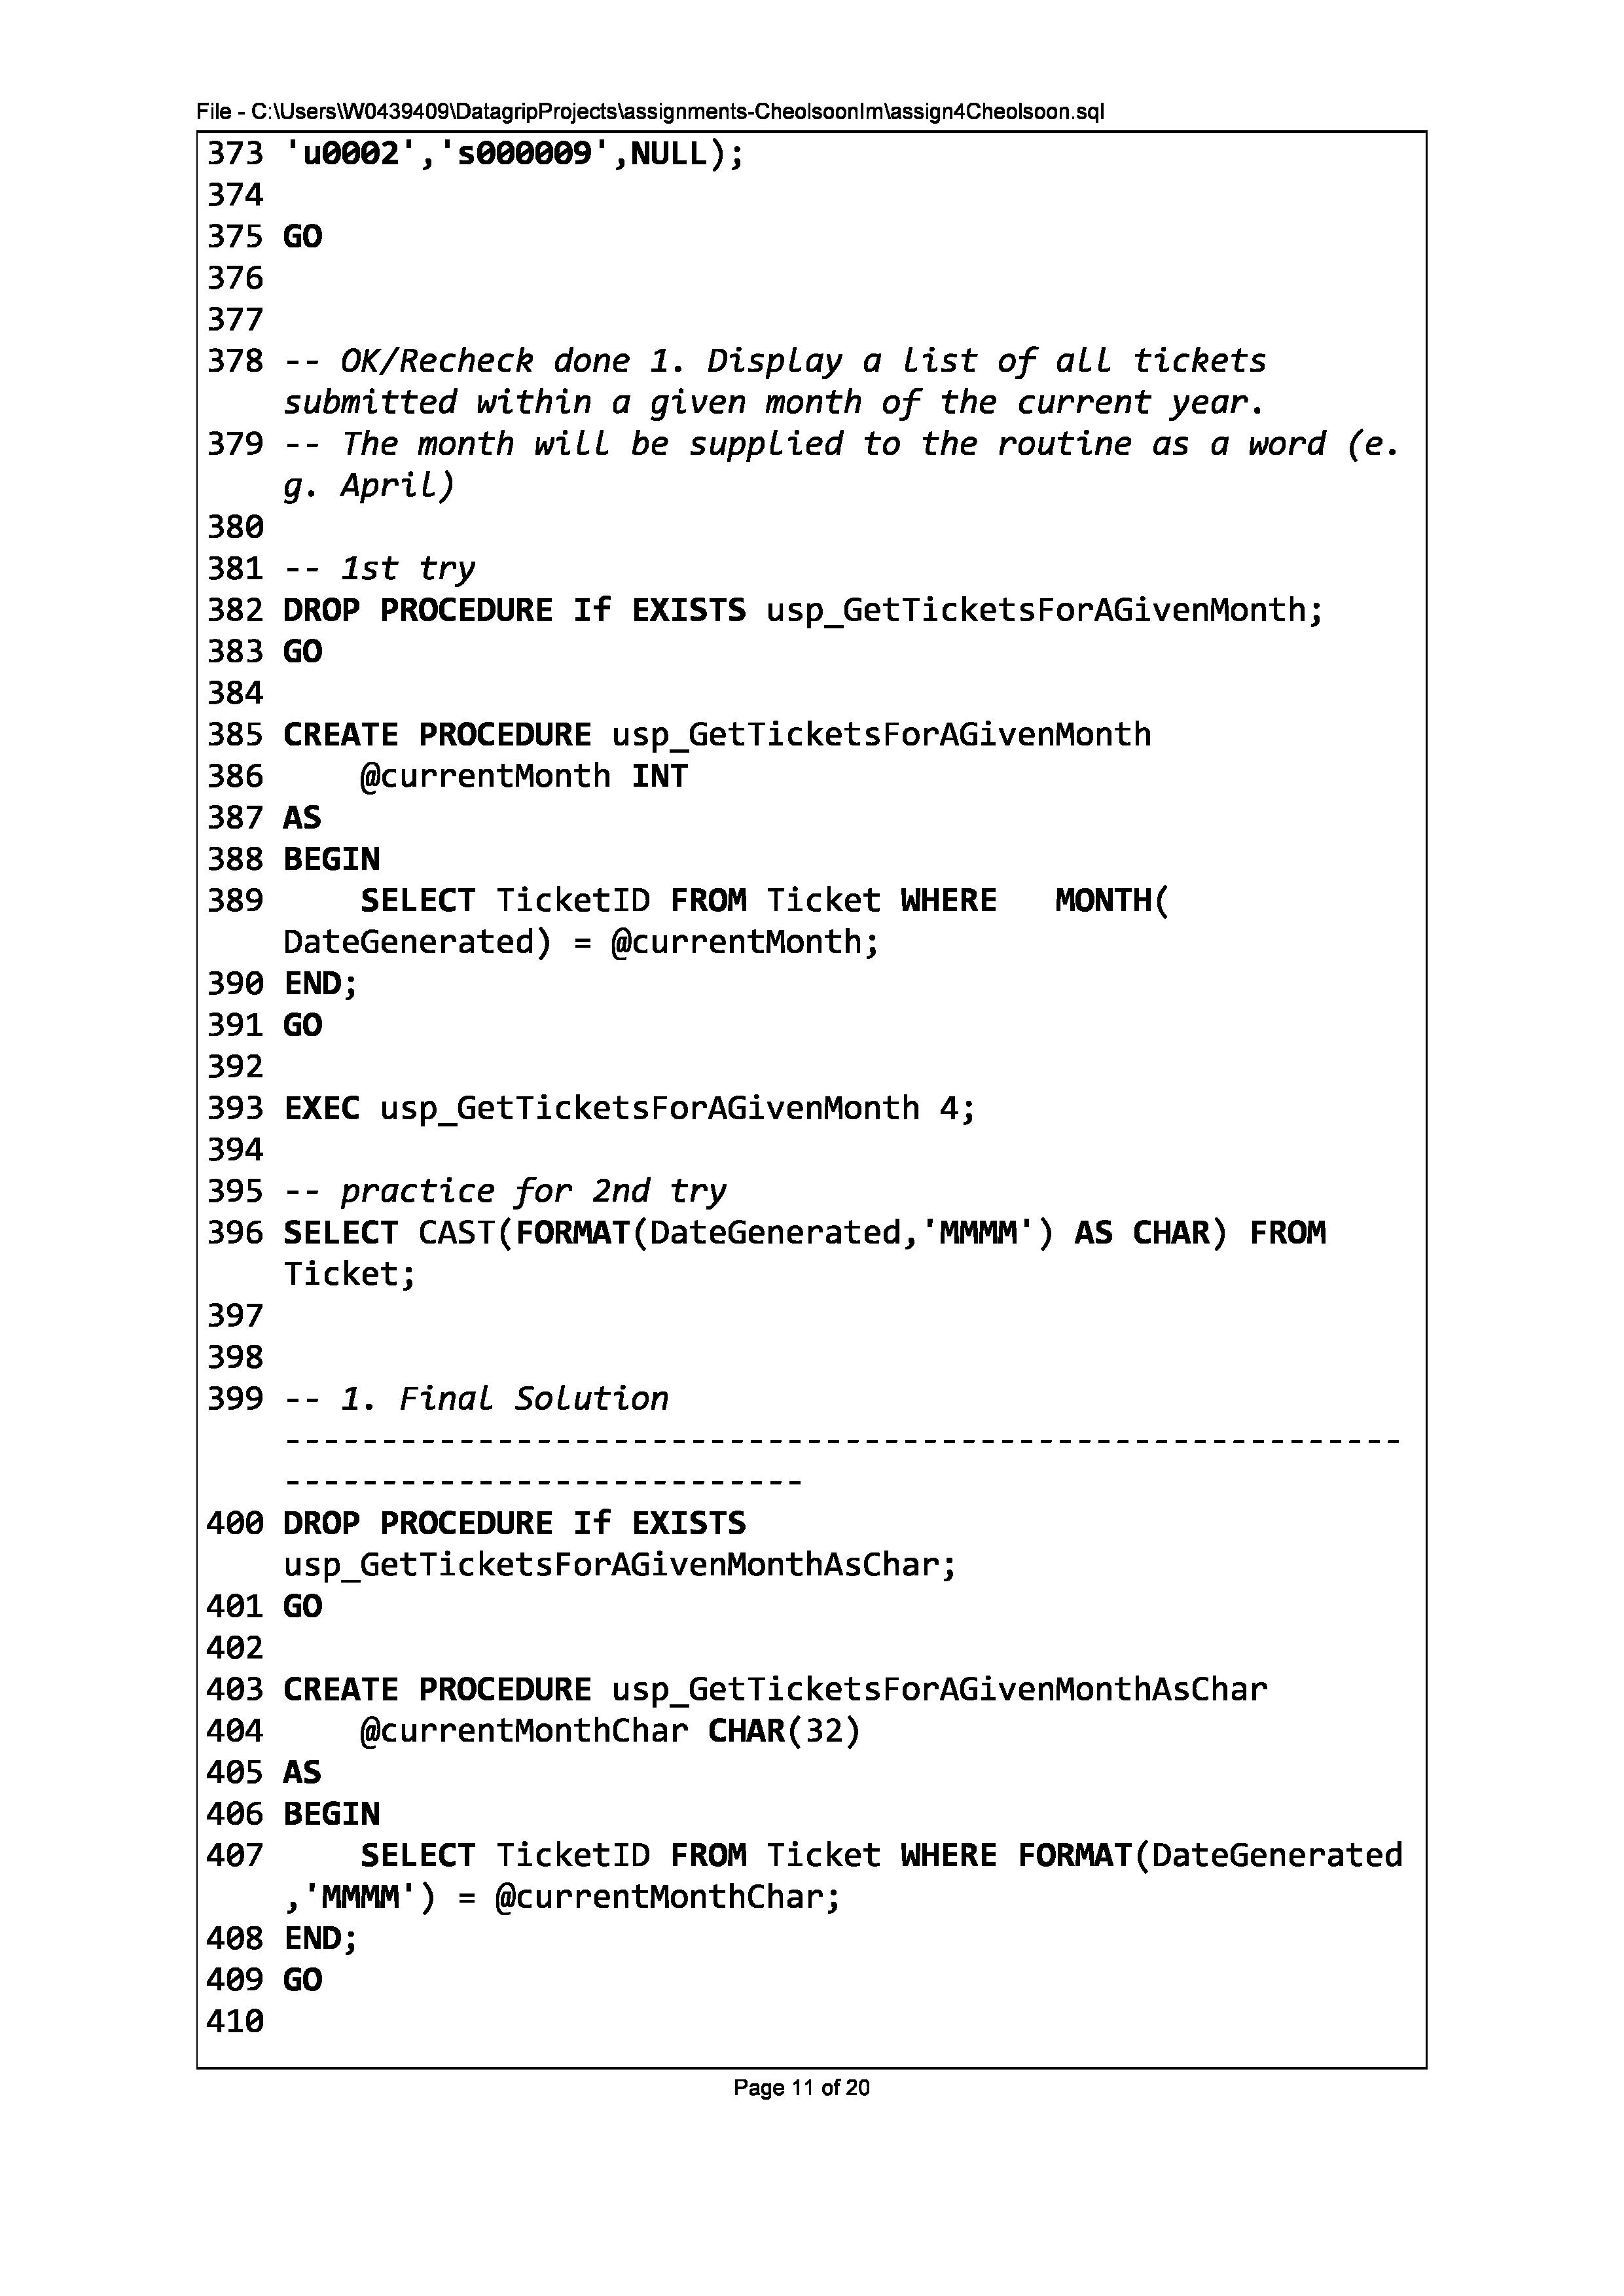 File - C:\Users\W0439409\DatagripProjects\assignments-CheolsoonIm\assign4Cheolsoon.sql
373 'u0002','s000009',NULL);
374
375 GO
376
377
378 -- OK/Recheck done 1. Display a list of all tickets
submitted within a given month of the current year.
379 -- The month will be supplied to the routine as a word (e.
g. April)
380
381 -- 1st try
382 DROP PROCEDURE If EXISTS usp_GetTicketsForAGivenMonth;
383 GO
384
385 CREATE PROCEDURE usp_GetTicketsForAGivenMonth
386     @currentMonth INT
387 AS
388 BEGIN
389     SELECT TicketID FROM Ticket WHERE   MONTH(
DateGenerated) = @currentMonth;
390 END;
391 GO
392
393 EXEC usp_GetTicketsForAGivenMonth 4;
394
395 -- practice for 2nd try
396 SELECT CAST(FORMAT(DateGenerated,'MMMM') AS CHAR) FROM
Ticket;
397
398
399 -- 1. Final Solution
----------------------------------------------------------
---------------------------
400 DROP PROCEDURE If EXISTS
usp_GetTicketsForAGivenMonthAsChar;
401 GO
402
403 CREATE PROCEDURE usp_GetTicketsForAGivenMonthAsChar
404     @currentMonthChar CHAR(32)
405 AS
406 BEGIN
407     SELECT TicketID FROM Ticket WHERE FORMAT(DateGenerated
,'MMMM') = @currentMonthChar;
408 END;
409 GO
410
Page 11 of 20